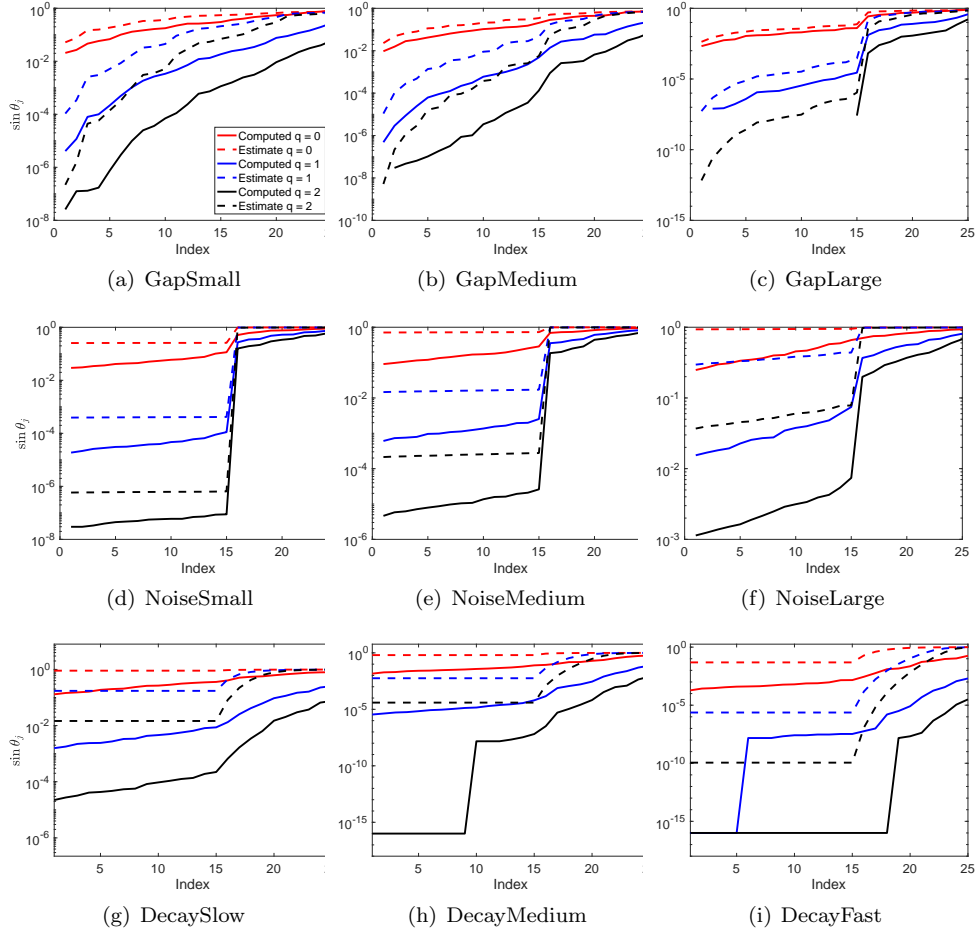 10^0
10^-2
10^-4
10^-6
10^-8
sin θ_j
0 5 10 15 20
Index
Computed q = 0
Estimate q = 0
Computed q = 1
Estimate q = 1
Computed q = 2
Estimate q = 2
(a) GapSmall
10^0
10^-2
10^-4
10^-6
10^-8
10^-10
0 5 10 15 20
Index
(b) GapMedium
10^0
10^-5
10^-10
10^-15
0 5 10 15 20 25
Index
(c) GapLarge
10^0
10^-2
10^-4
10^-6
10^-8
sin θ_j
0 5 10 15 20
Index
(d) NoiseSmall
10^0
10^-2
10^-4
10^-6
0 5 10 15 20
Index
(e) NoiseMedium
10^0
10^-1
10^-2
10^-3
0 5 10 15 20 25
Index
(f) NoiseLarge
10^0
10^-2
10^-4
10^-6
sin θ_j
5 10 15 20
Index
(g) DecaySlow
10^0
10^-5
10^-10
10^-15
5 10 15 20
Index
(h) DecayMedium
10^0
10^-5
10^-10
10^-15
5 10 15 20 25
Index
(i) DecayFast